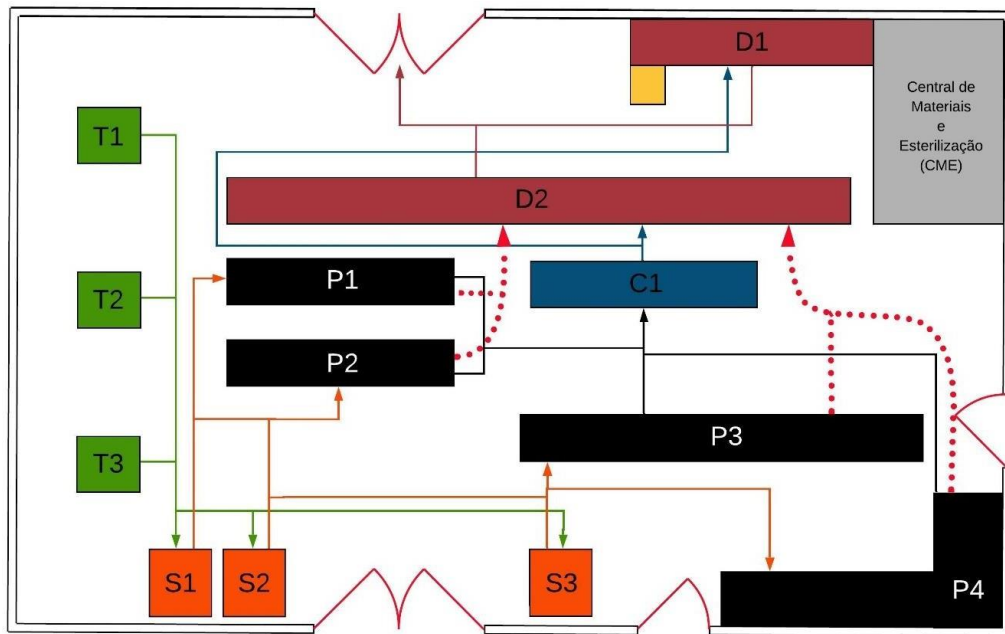 D1
Central de
Materiais
e
Esterilização
(CME)
T1
D2
T2
P1
C1
P2
P3
T3
S1
S2
S3
P4